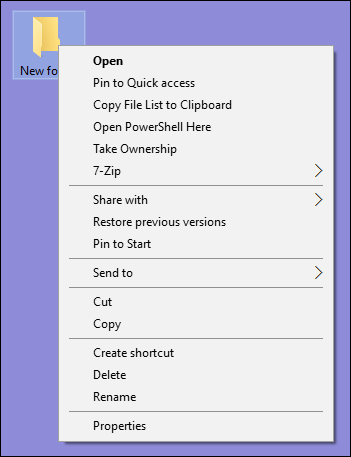 New fo
Open
Pin to Quick access
Copy File List to Clipboard
Open PowerShell Here
Take Ownership
7-Zip
Share with
Restore previous versions
Pin to Start
Send to
Cut
Copy
Create shortcut
Delete
Rename
Properties